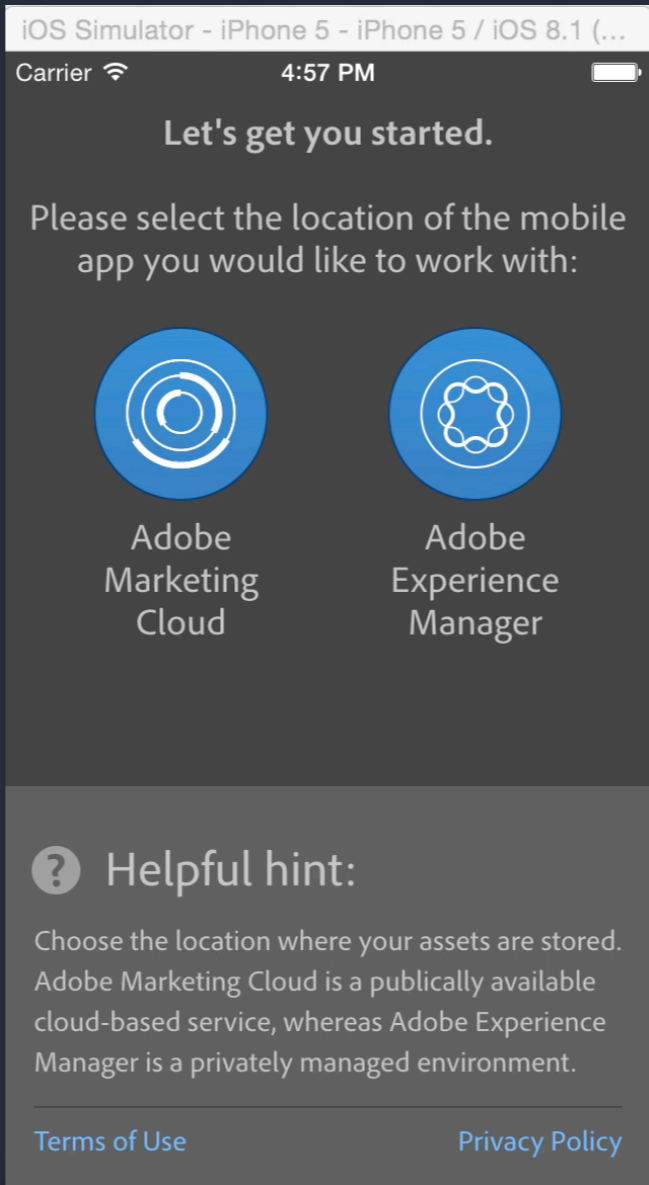 iOS Simulator - iPhone 5 - iPhone 5 / iOS 8.1 (...
Carrier 4:57 PM
Let's get you started.
Please select the location of the mobile
app you would like to work with:
Adobe
Marketing
Cloud
Adobe
Experience
Manager
? Helpful hint:
Choose the location where your assets are stored.
Adobe Marketing Cloud is a publically available
cloud-based service, whereas Adobe Experience
Manager is a privately managed environment.
Terms of Use Privacy Policy